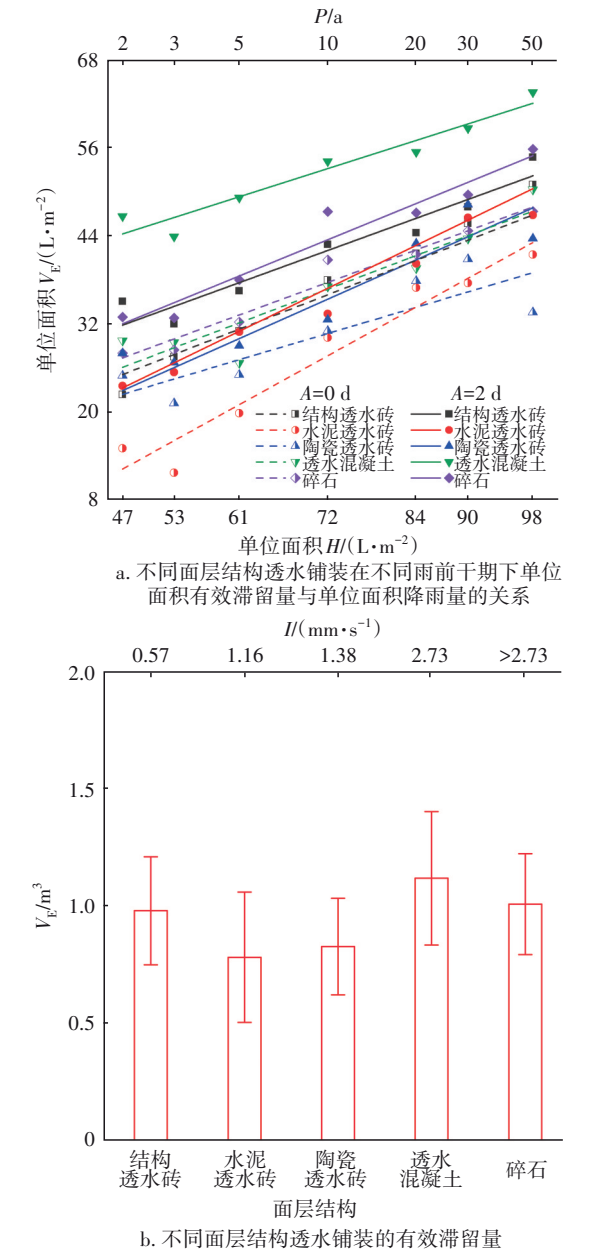 P/a
2 3 5 10 20 30 50
68
56
44
32
20
8
单位面积 V_E/(L·m⁻²)
A=0 d A=2 d
结构透水砖 结构透水砖
水泥透水砖 水泥透水砖
陶瓷透水砖 陶瓷透水砖
透水混凝土 透水混凝土
碎石 碎石
47 53 61 72 84 90 98
单位面积 H/(L·m⁻²)
a. 不同面层结构透水铺装在不同雨前干期下单位
面积有效滞留量与单位面积降雨量的关系
I/(mm·s⁻¹)
0.57 1.16 1.38 2.73 >2.73
2.0
1.5
1.0
0.5
0
V_E/m³
结构 水泥 陶瓷 透水 碎石
透水砖 透水砖 透水砖 混凝土
面层结构
b. 不同面层结构透水铺装的有效滞留量